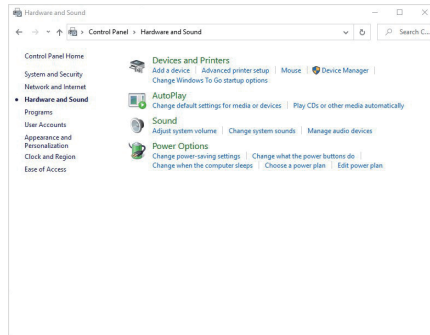 Hardware and Sound
Control Panel > Hardware and Sound
Search C...
Control Panel Home
System and Security
Network and Internet
Hardware and Sound
Programs
User Accounts
Appearance and
Personalization
Clock and Region
Ease of Access
Devices and Printers
Add a device | Advanced printer setup | Mouse | Device Manager |
Change Windows To Go startup options
AutoPlay
Change default settings for media or devices | Play CDs or other media automatically
Sound
Adjust system volume | Change system sounds | Manage audio devices
Power Options
Change power-saving settings | Change what the power buttons do |
Change when the computer sleeps | Choose a power plan | Edit power plan